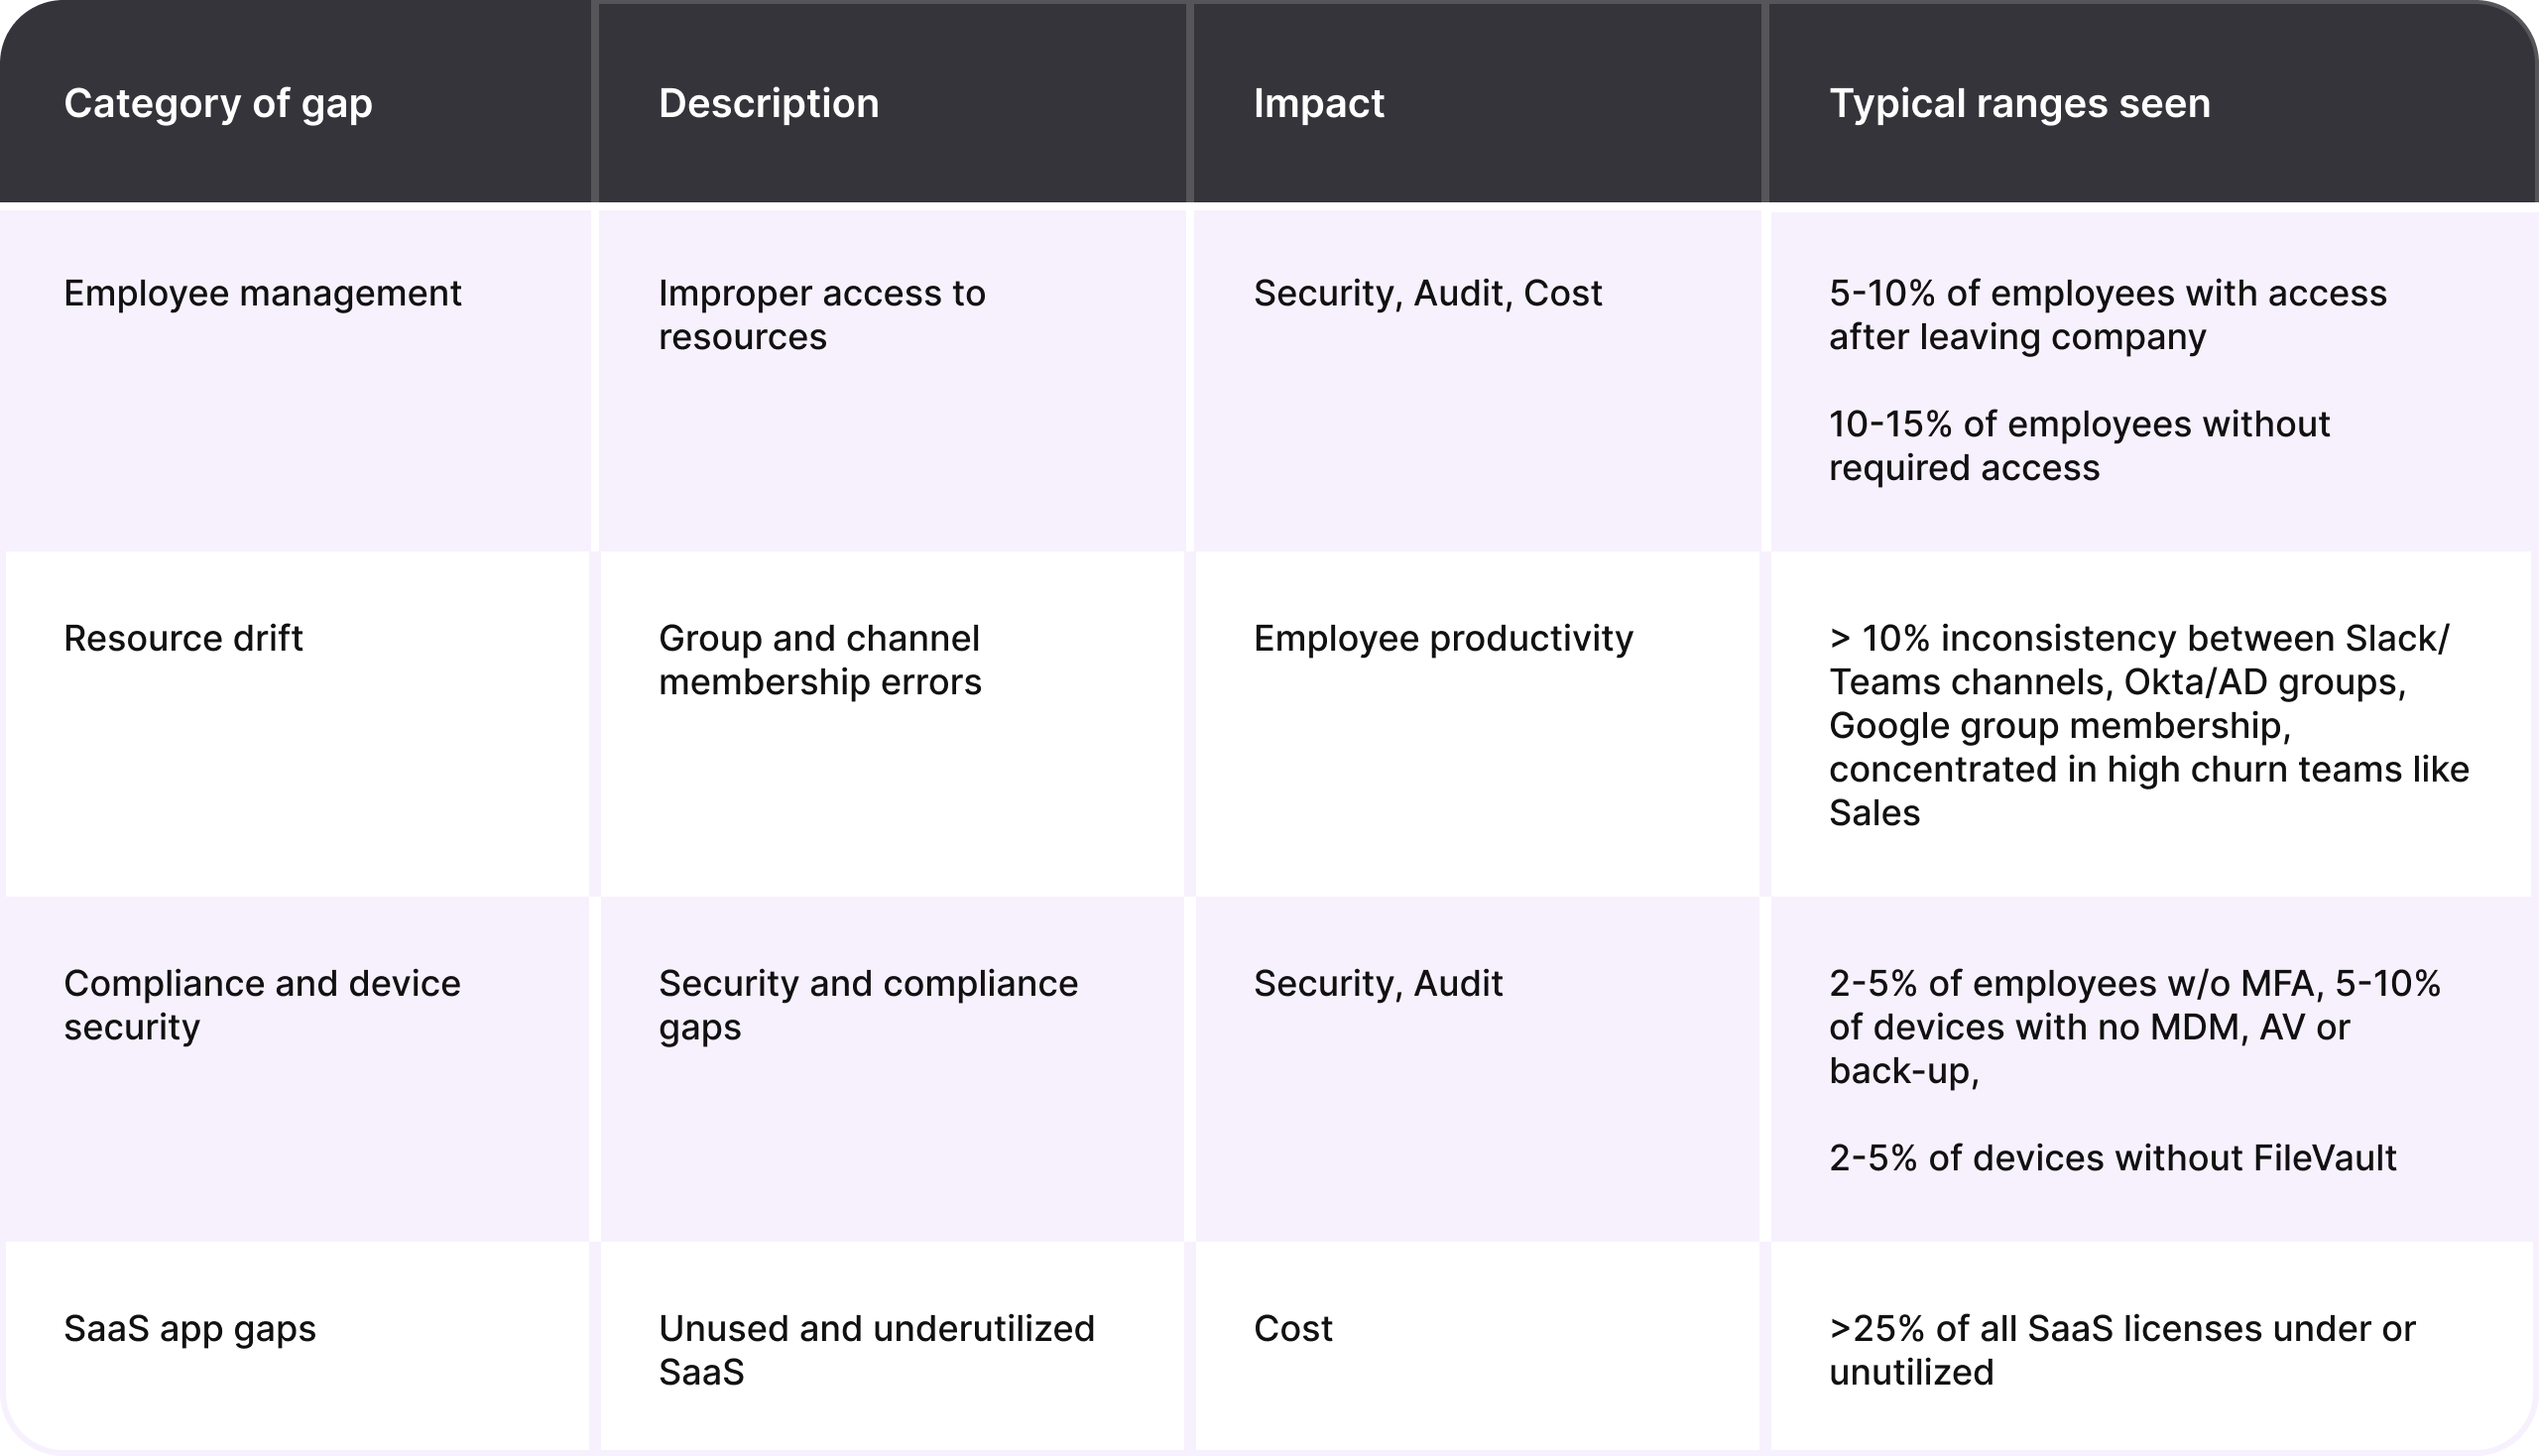 Category of gap
Description
Impact
Typical ranges seen
Employee management
Improper access to
resources
Security, Audit, Cost
5-10% of employees with access
after leaving company
10-15% of employees without
required access
Resource drift
Group and channel
membership errors
Employee productivity
> 10% inconsistency between Slack/
Teams channels, Okta/AD groups,
Google group membership,
concentrated in high churn teams like
Sales
Compliance and device
security
Security and compliance
gaps
Security, Audit
2-5% of employees w/o MFA, 5-10%
of devices with no MDM, AV or
back-up,
2-5% of devices without FileVault
SaaS app gaps
Unused and underutilized
SaaS
Cost
>25% of all SaaS licenses under or
unutilized